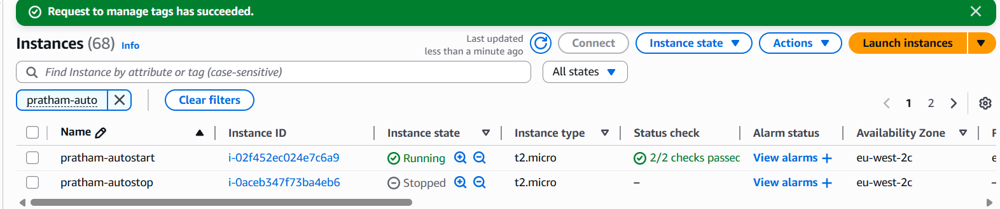 Request to manage tags has succeeded.
Instances (68) Info
Last updated
less than a minute ago
Connect
Instance state
Actions
Launch instances
Find Instance by attribute or tag (case-sensitive)
All states
pratham-auto
Clear filters
1 2
Name Instance ID Instance state Instance type Status check Alarm status Availability Zone
pratham-autostart i-02f452ec024e7c6a9 Running t2.micro 2/2 checks passed View alarms + eu-west-2c
pratham-autostop i-0aceb347f73ba4eb6 Stopped t2.micro – View alarms + eu-west-2c –